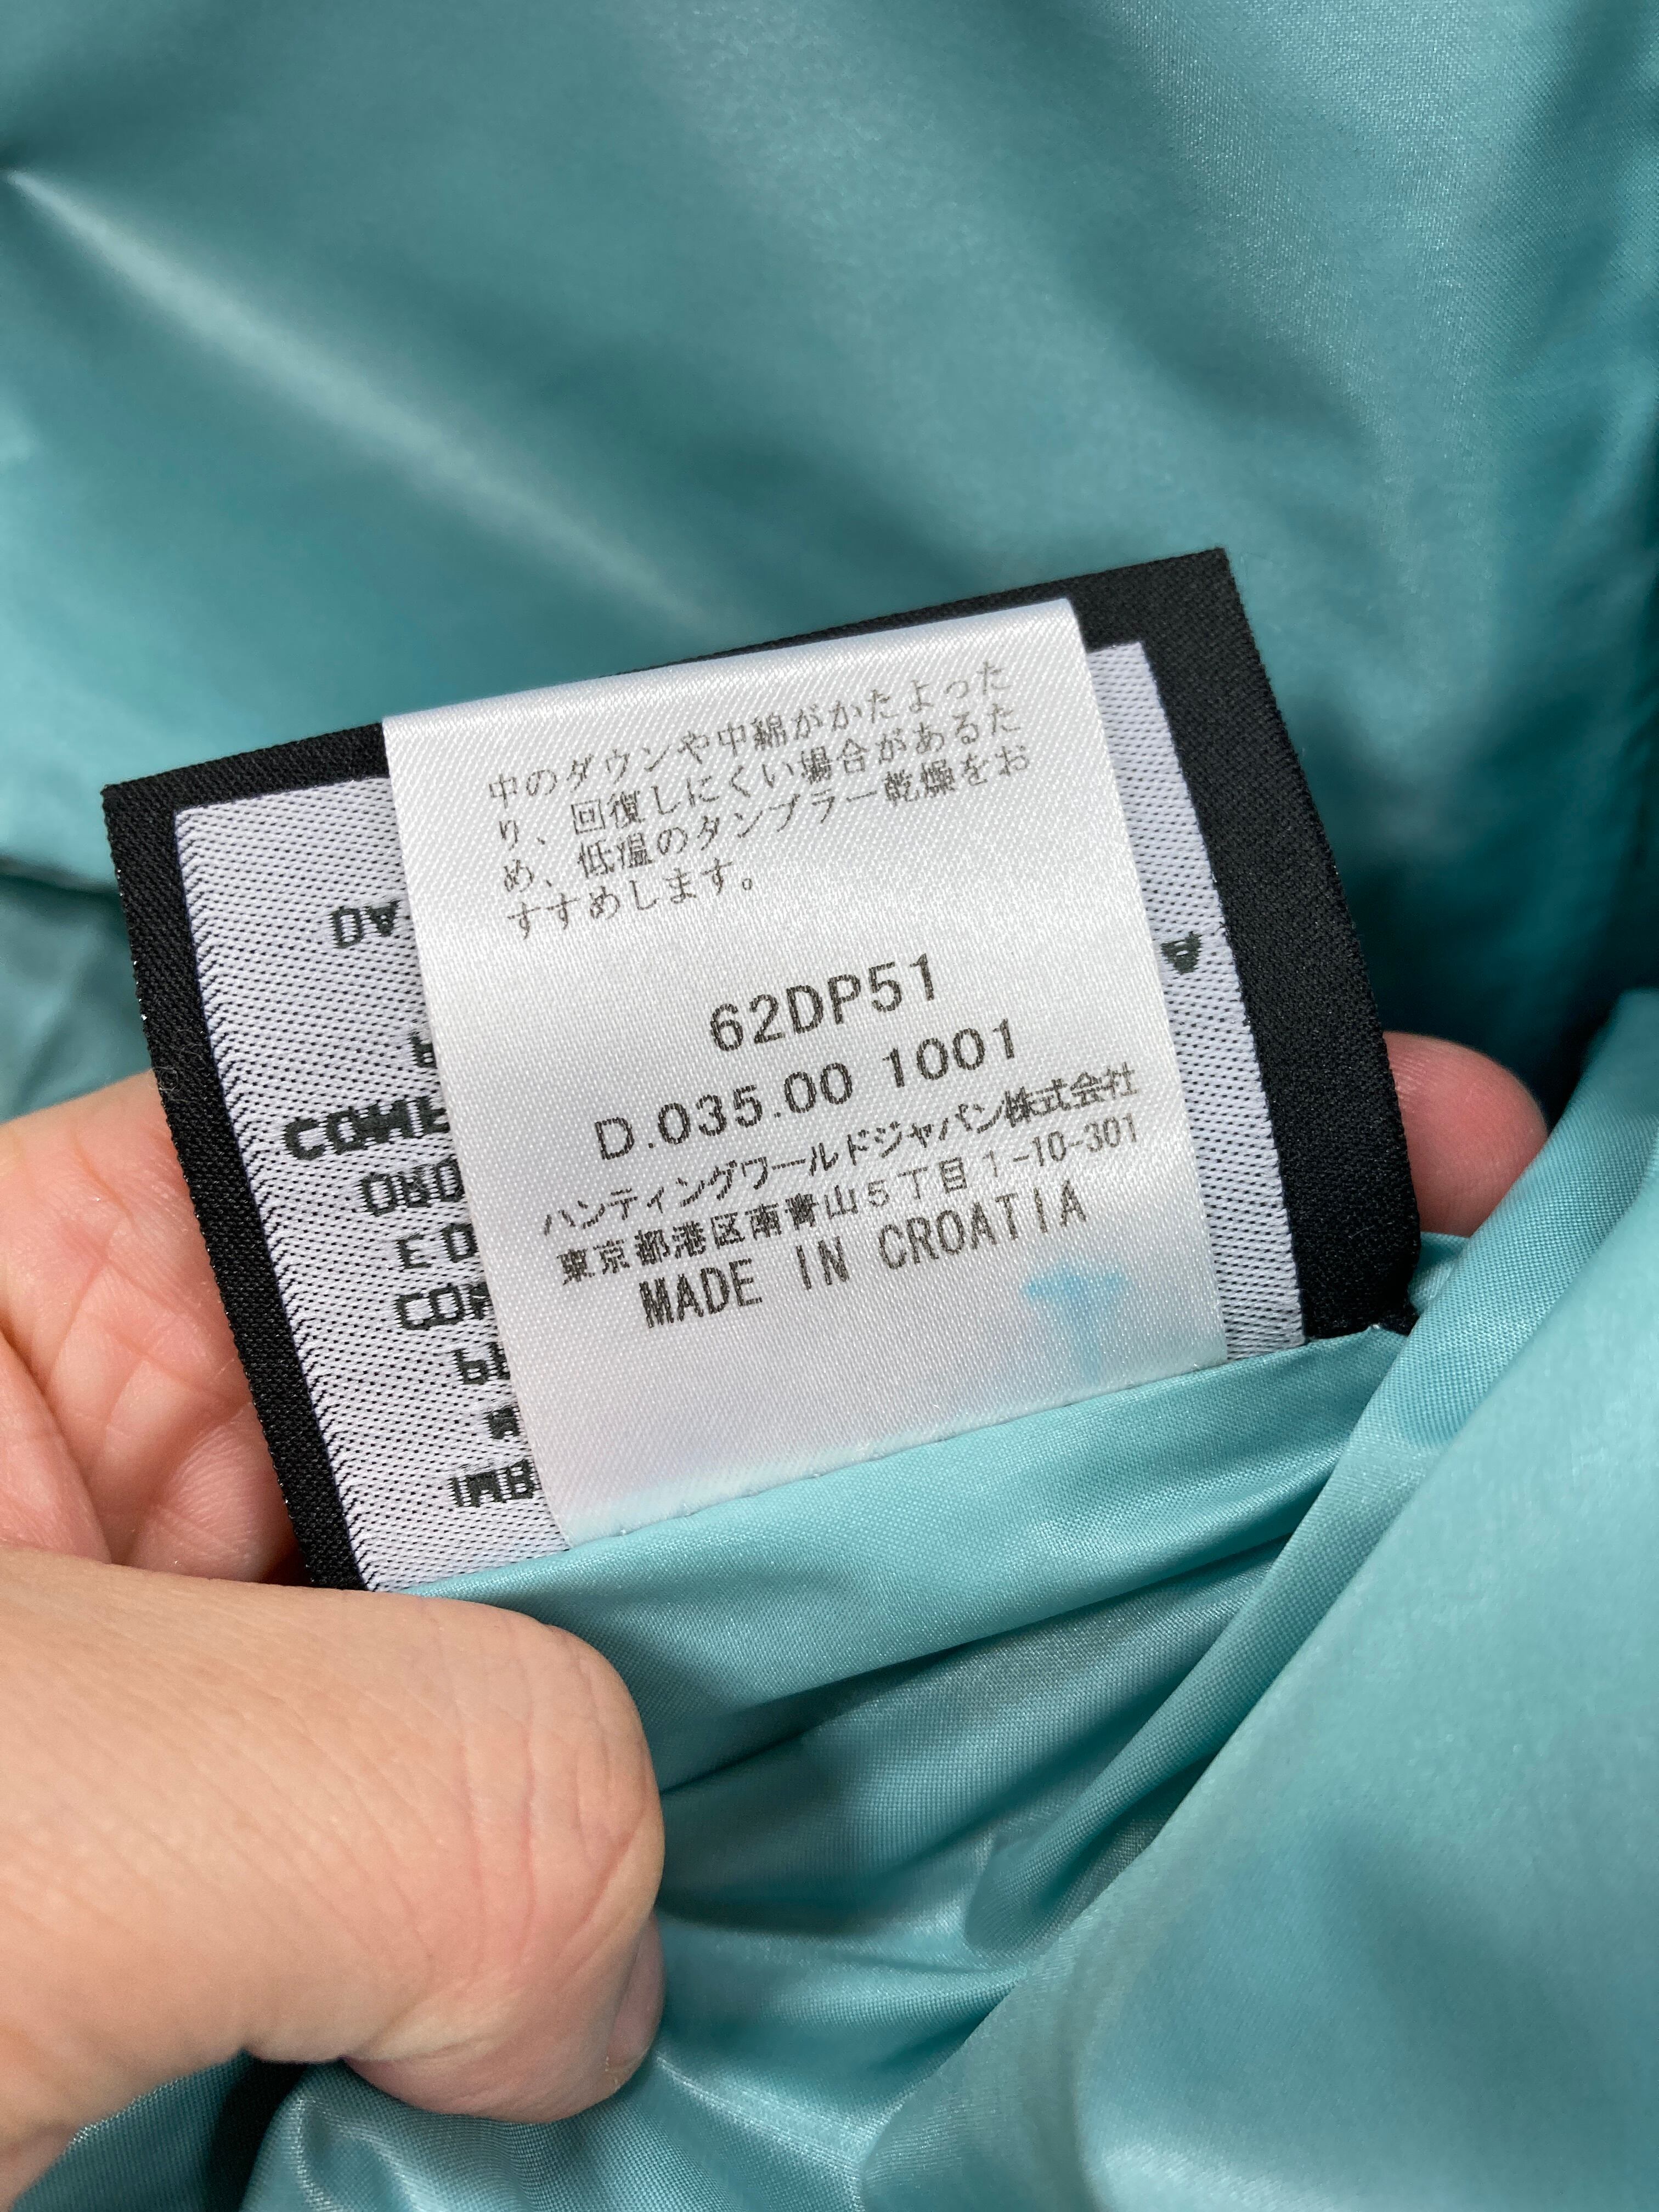 中のダウンや中綿がかたよった
り、回復しにくい場合があるた
め、低温のタンブラー乾燥をお
すすめします。
62DP51
D.035.00 1001
ハンティングワールドジャパン株式会社
東京都港区南青山5丁目1-10-301
MADE IN CROATIA